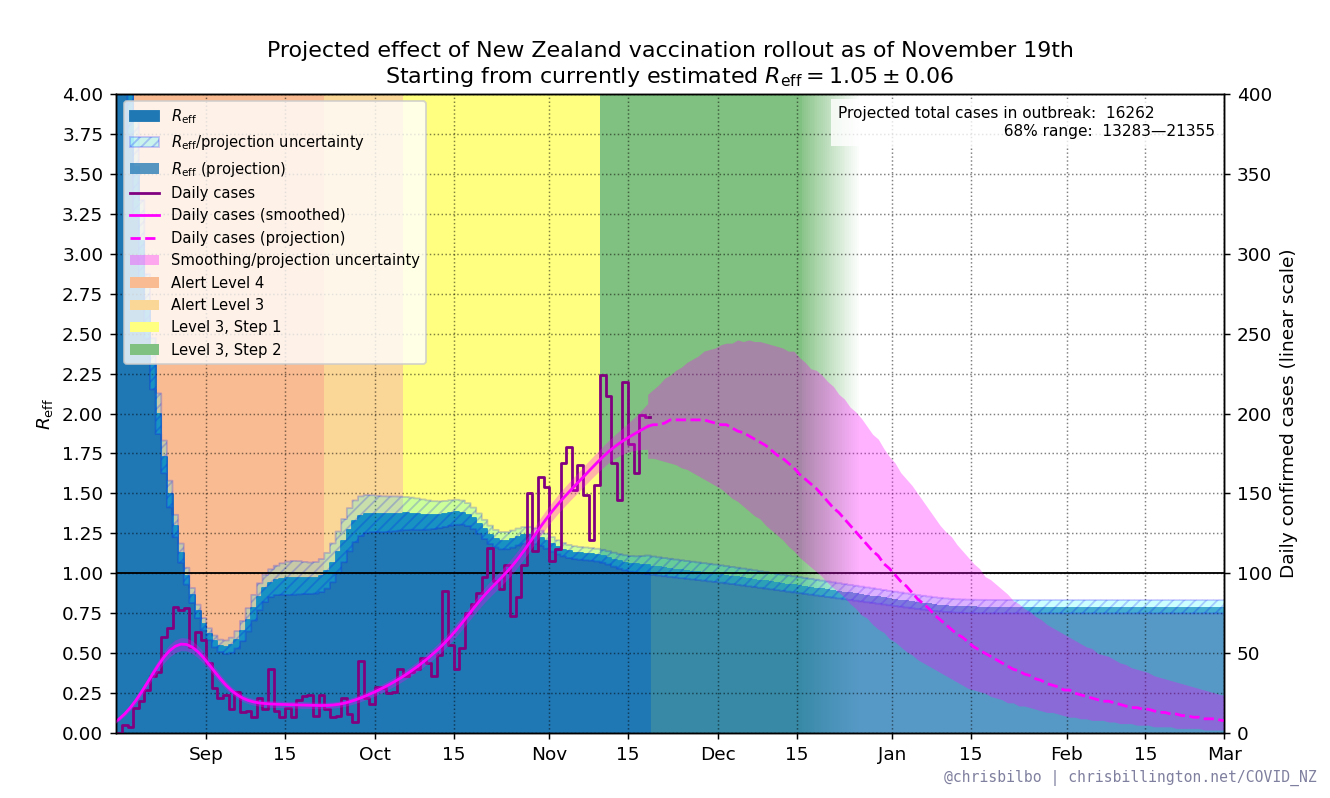 Projected effect of New Zealand vaccination rollout as of November 19th
Starting from currently estimated R_eff = 1.05 ± 0.06
Projected total cases in outbreak: 16262
68% range: 13283—21355
R_eff
R_eff/projection uncertainty
R_eff (projection)
Daily cases
Daily cases (smoothed)
Daily cases (projection)
Smoothing/projection uncertainty
Alert Level 4
Alert Level 3
Level 3, Step 1
Level 3, Step 2
R_eff
4.00
3.75
3.50
3.25
3.00
2.75
2.50
2.25
2.00
1.75
1.50
1.25
1.00
0.75
0.50
0.25
0.00
400
350
300
250
200
150
100
50
0
Daily confirmed cases (linear scale)
Sep 15 Oct 15 Nov 15 Dec 15 Jan 15 Feb 15 Mar
@chrisbilbo | chrisbillington.net/COVID_NZ